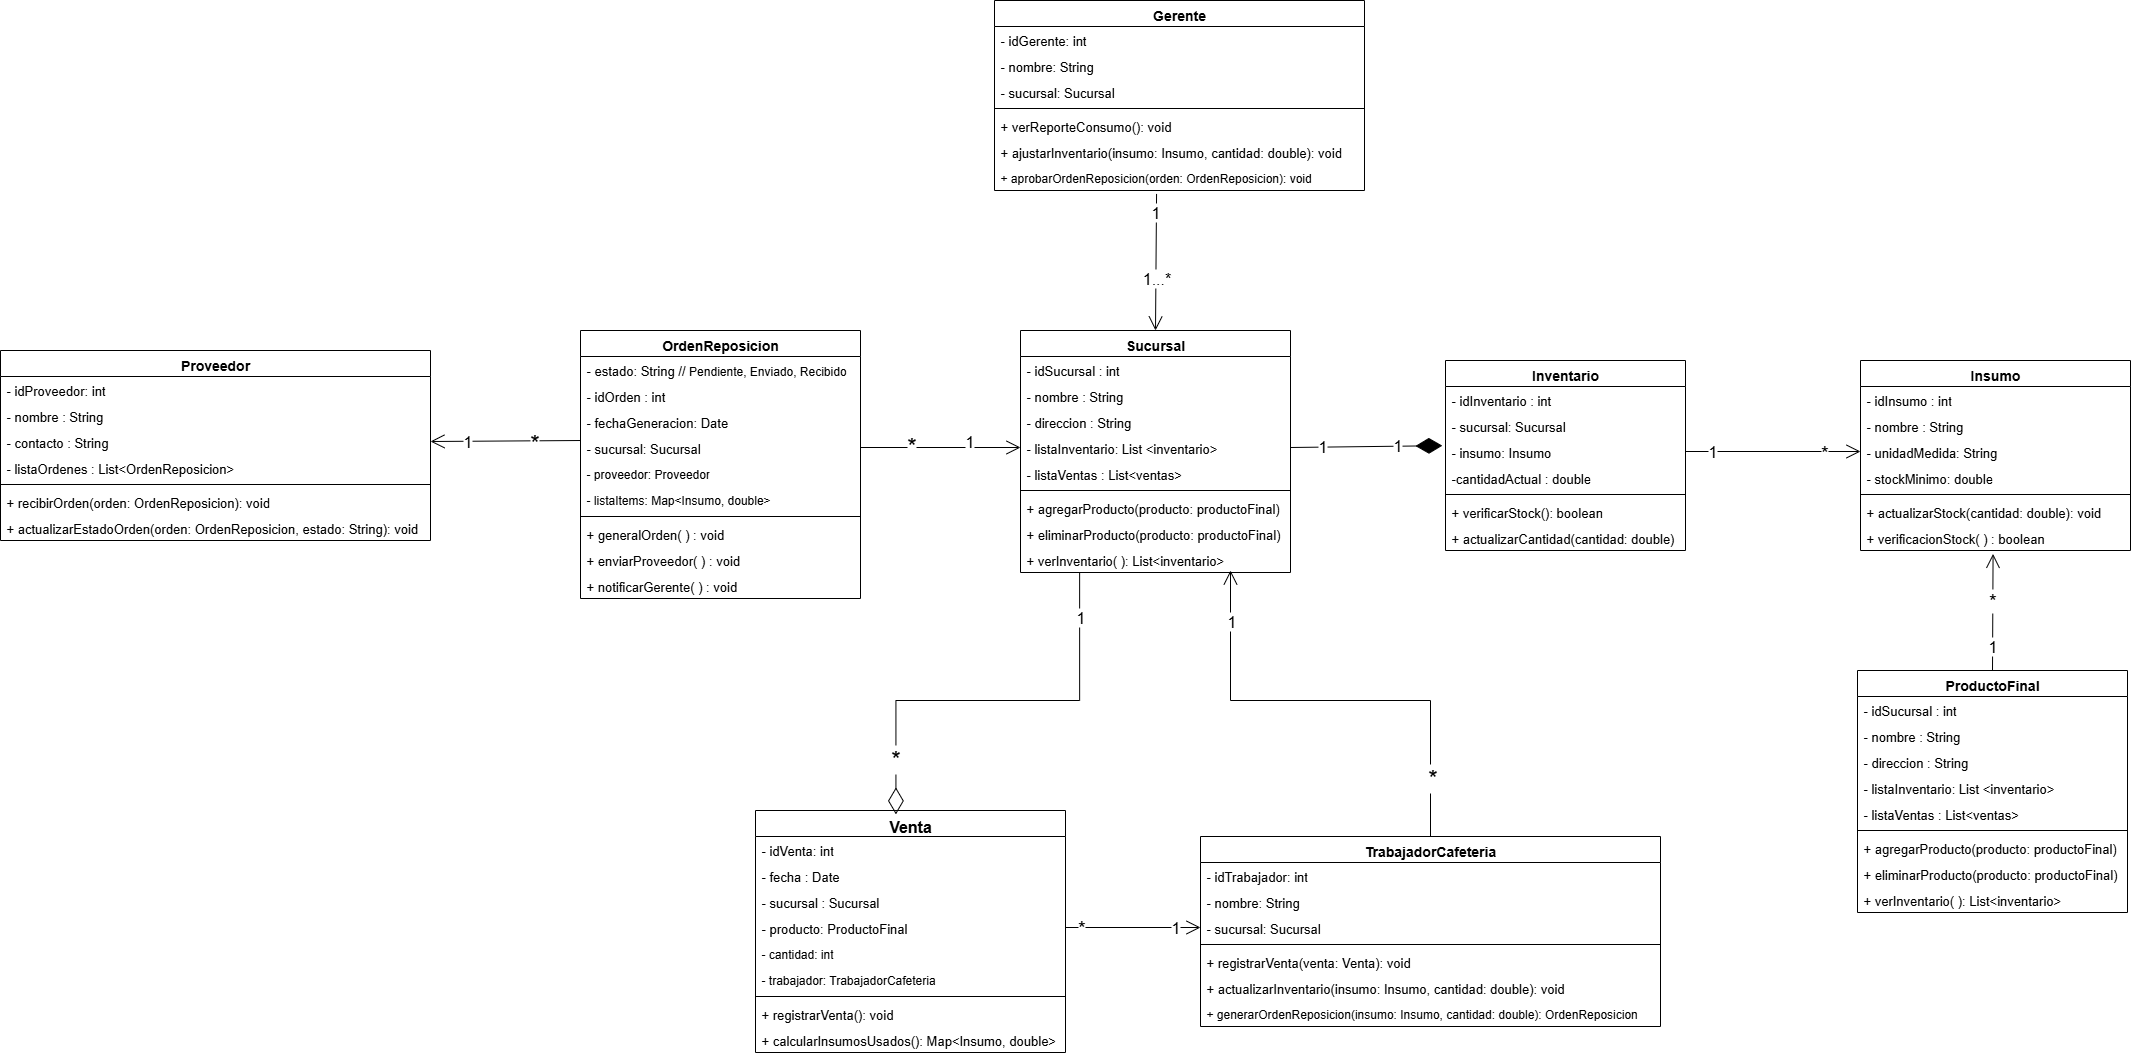 Gerente
- idGerente: int
- nombre: String
- sucursal: Sucursal
+ verReporteConsumo(): void
+ ajustarInventario(insumo: Insumo, cantidad: double): void
+ aprobarOrdenReposicion(orden: OrdenReposicion): void
1
1...*
Proveedor
- idProveedor: int
- nombre : String
- contacto : String
- listaOrdenes : List<OrdenReposicion>
+ recibirOrden(orden: OrdenReposicion): void
+ actualizarEstadoOrden(orden: OrdenReposicion, estado: String): void
1
*
OrdenReposicion
- estado: String // Pendiente, Enviado, Recibido
- idOrden : int
- fechaGeneracion: Date
- sucursal: Sucursal
- proveedor: Proveedor
- listaItems: Map<Insumo, double>
+ generalOrden( ) : void
+ enviarProveedor( ) : void
+ notificarGerente( ) : void
*
1
Sucursal
- idSucursal : int
- nombre : String
- direccion : String
- listaInventario: List <inventario>
- listaVentas : List<ventas>
+ agregarProducto(producto: productoFinal)
+ eliminarProducto(producto: productoFinal)
+ verInventario( ): List<inventario>
1
1
Inventario
- idInventario : int
- sucursal: Sucursal
- insumo: Insumo
-cantidadActual : double
+ verificarStock(): boolean
+ actualizarCantidad(cantidad: double)
1
*
Insumo
- idInsumo : int
- nombre : String
- unidadMedida: String
- stockMinimo: double
+ actualizarStock(cantidad: double): void
+ verificacionStock( ) : boolean
*
1
ProductoFinal
- idSucursal : int
- nombre : String
- direccion : String
- listaInventario: List <inventario>
- listaVentas : List<ventas>
+ agregarProducto(producto: productoFinal)
+ eliminarProducto(producto: productoFinal)
+ verInventario( ): List<inventario>
1
*
1
*
Venta
- idVenta: int
- fecha : Date
- sucursal : Sucursal
- producto: ProductoFinal
- cantidad: int
- trabajador: TrabajadorCafeteria
+ registrarVenta(): void
+ calcularInsumosUsados(): Map<Insumo, double>
*
1
TrabajadorCafeteria
- idTrabajador: int
- nombre: String
- sucursal: Sucursal
+ registrarVenta(venta: Venta): void
+ actualizarInventario(insumo: Insumo, cantidad: double): void
+ generarOrdenReposicion(insumo: Insumo, cantidad: double): OrdenReposicion